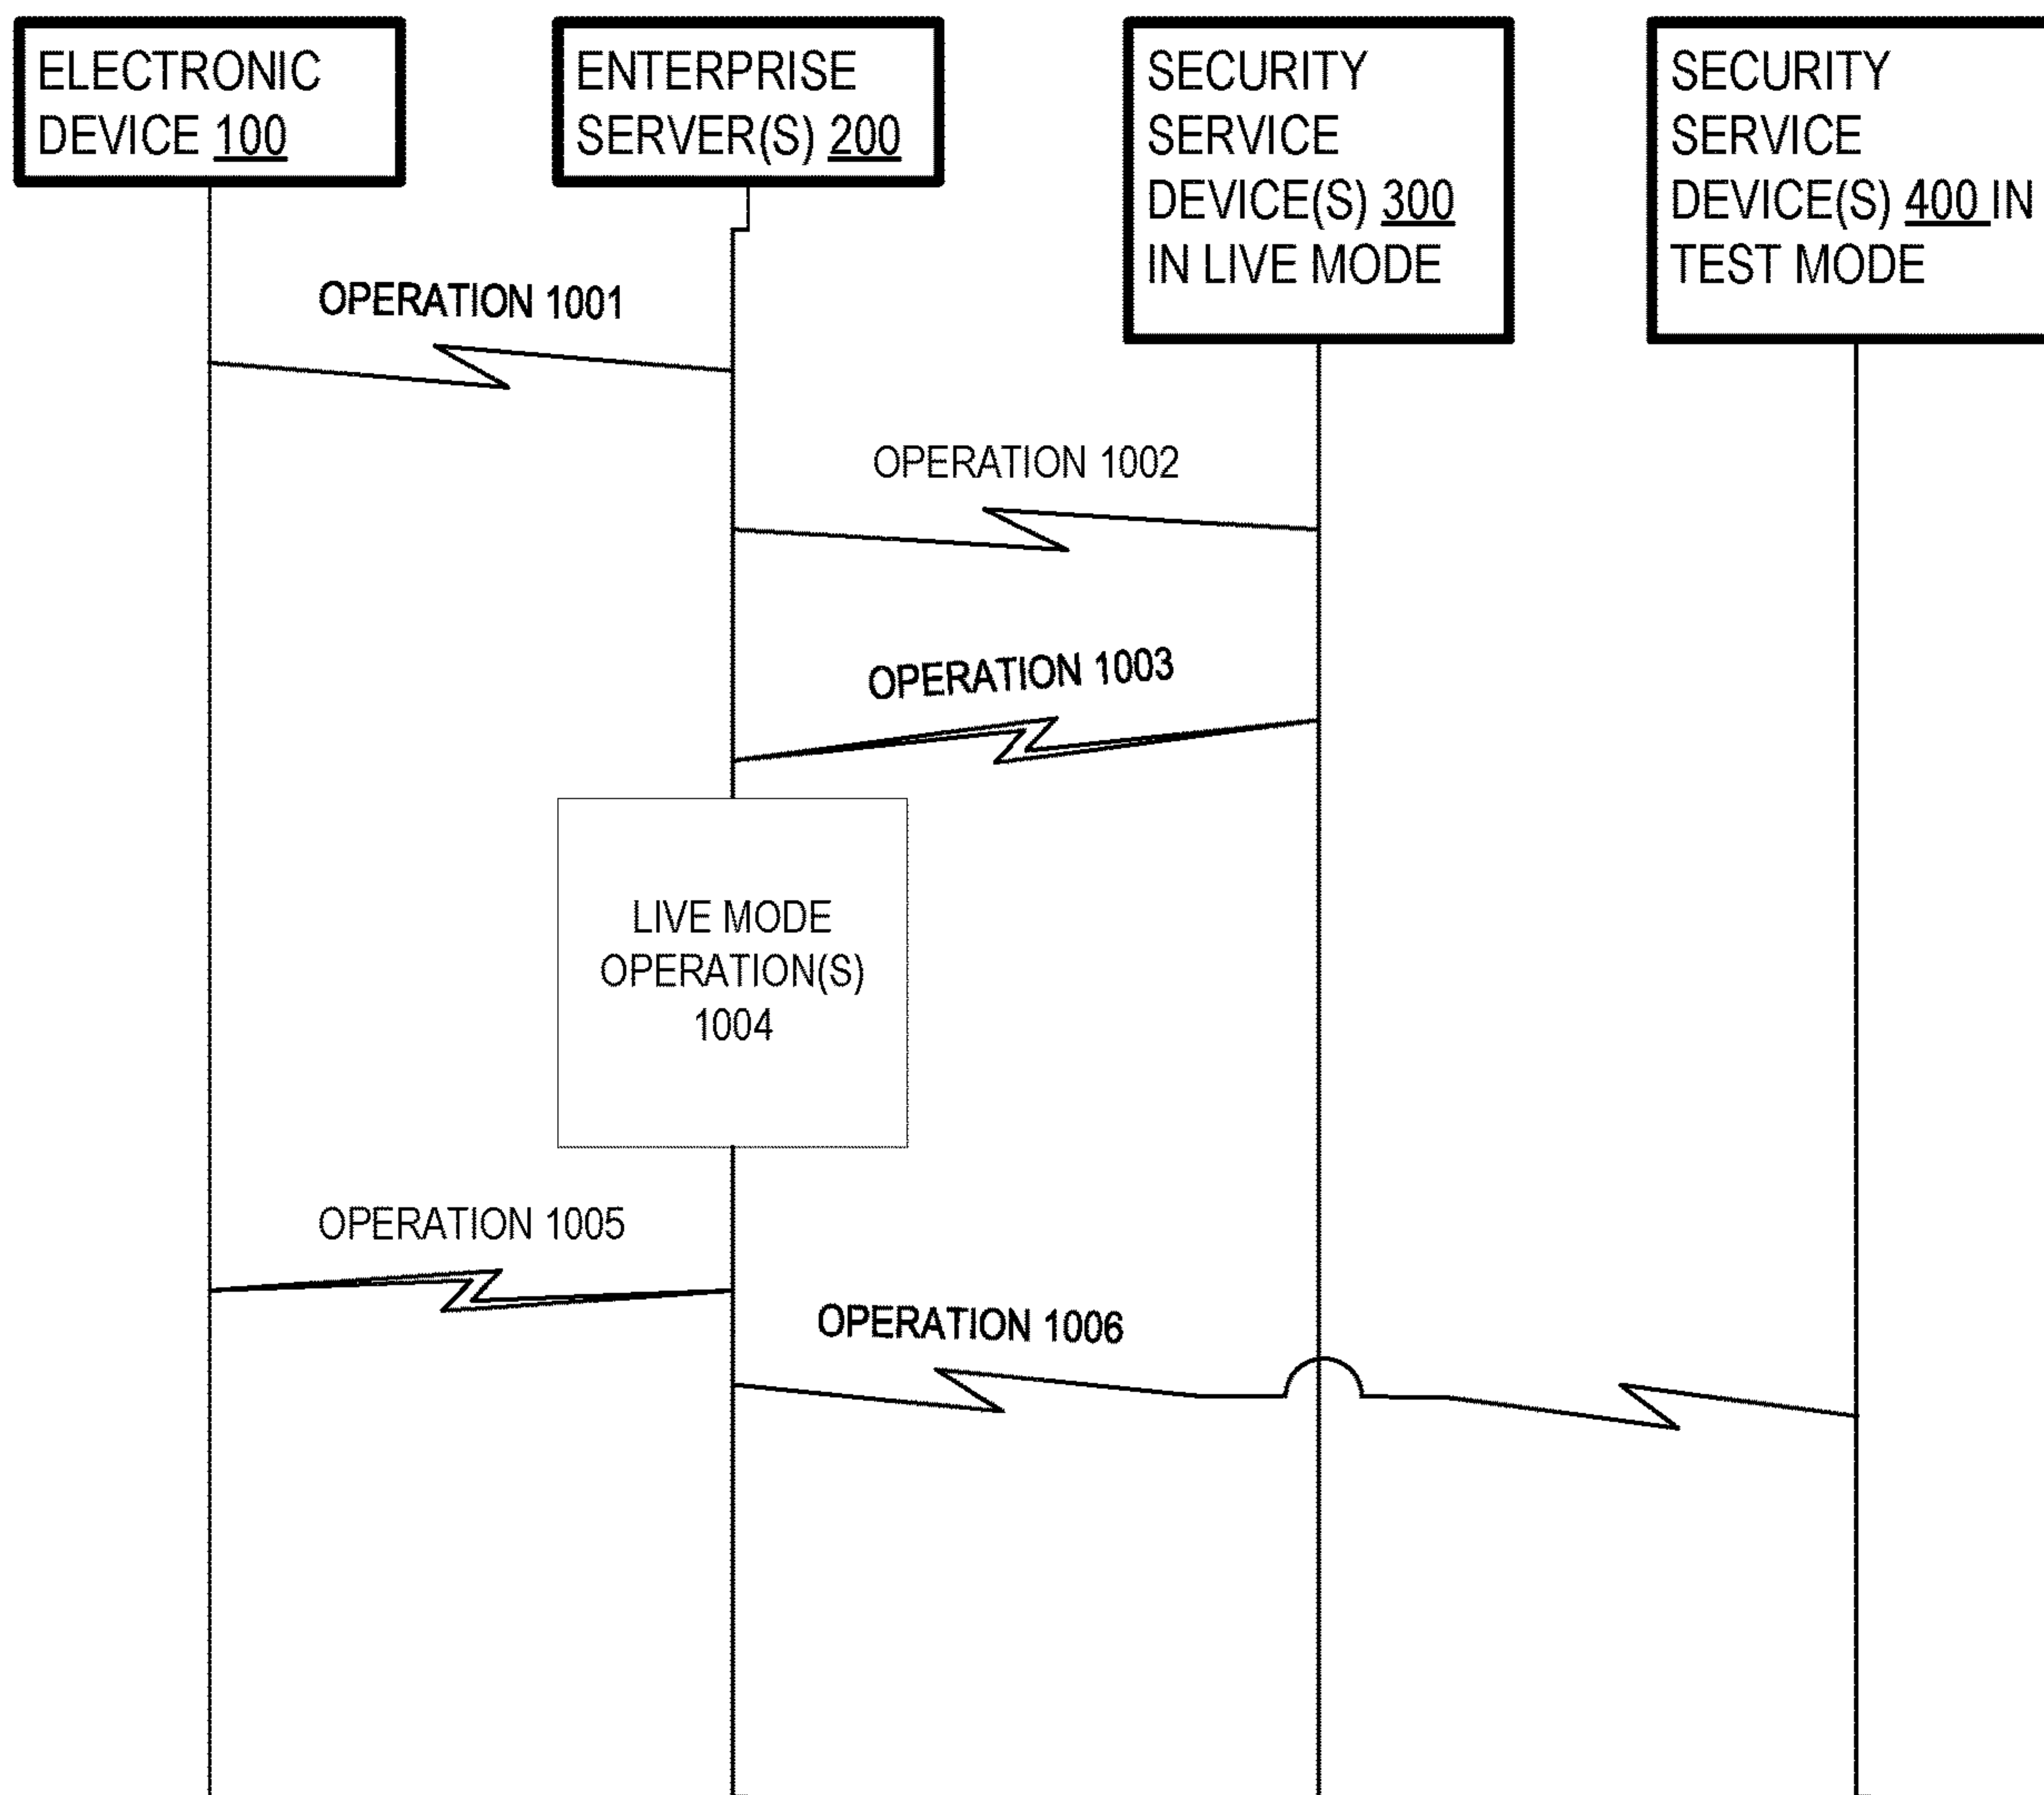 ELECTRONIC
DEVICE 100
ENTERPRISE
SERVER(S) 200
SECURITY
SERVICE
DEVICE(S) 300
IN LIVE MODE
SECURITY
SERVICE
DEVICE(S) 400 IN
TEST MODE
OPERATION 1001
OPERATION 1002
OPERATION 1003
LIVE MODE
OPERATION(S)
1004
OPERATION 1005
OPERATION 1006